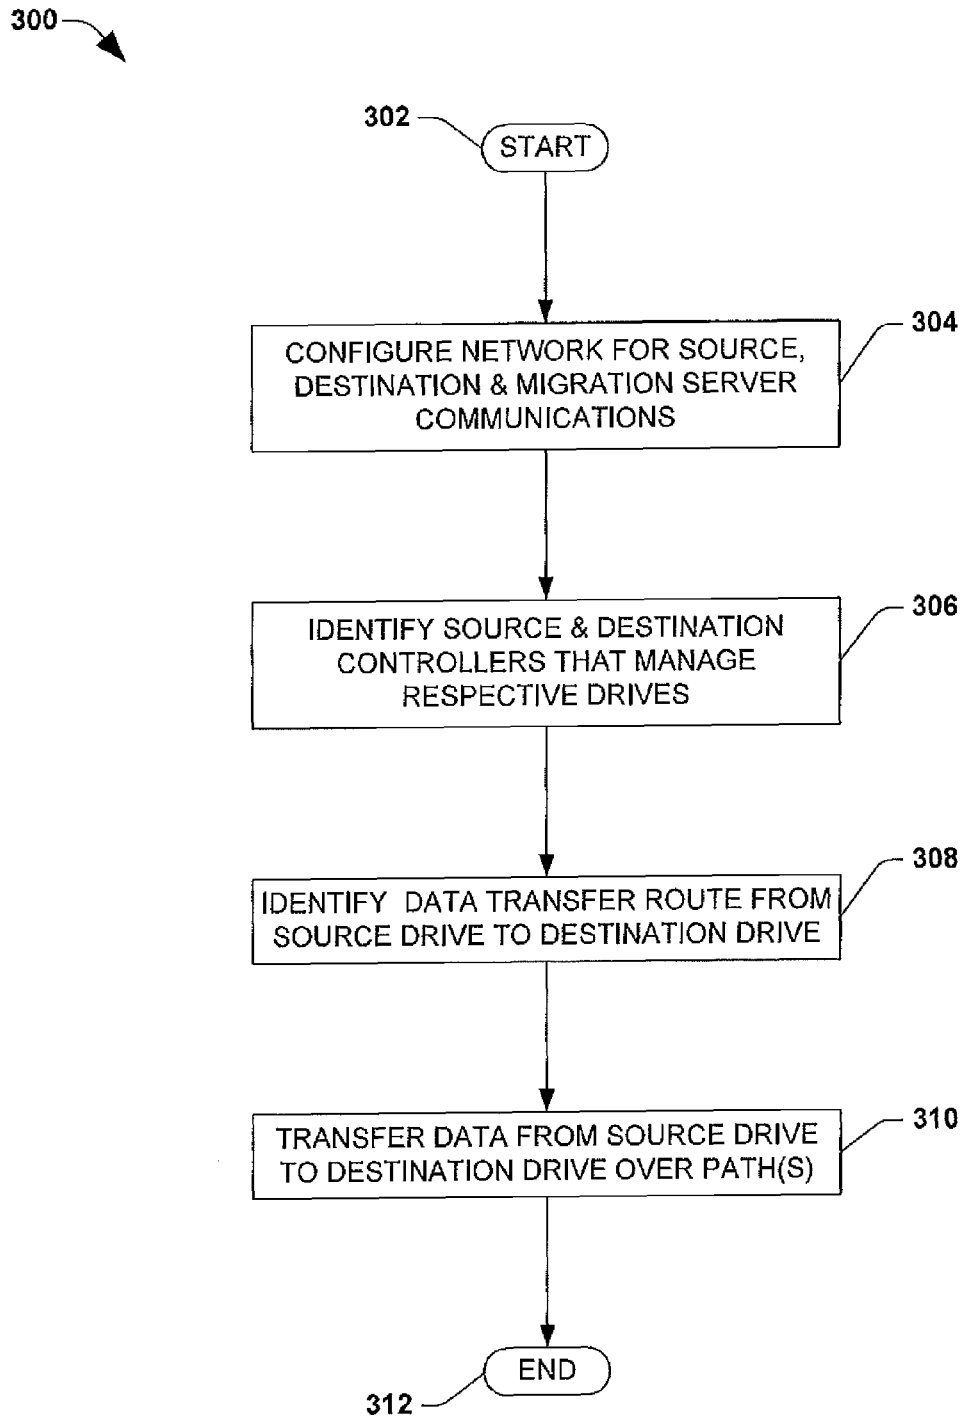 300
302
START
304
CONFIGURE NETWORK FOR SOURCE,
DESTINATION & MIGRATION SERVER
COMMUNICATIONS
306
IDENTIFY SOURCE & DESTINATION
CONTROLLERS THAT MANAGE
RESPECTIVE DRIVES
308
IDENTIFY DATA TRANSFER ROUTE FROM
SOURCE DRIVE TO DESTINATION DRIVE
310
TRANSFER DATA FROM SOURCE DRIVE
TO DESTINATION DRIVE OVER PATH(S)
END
312